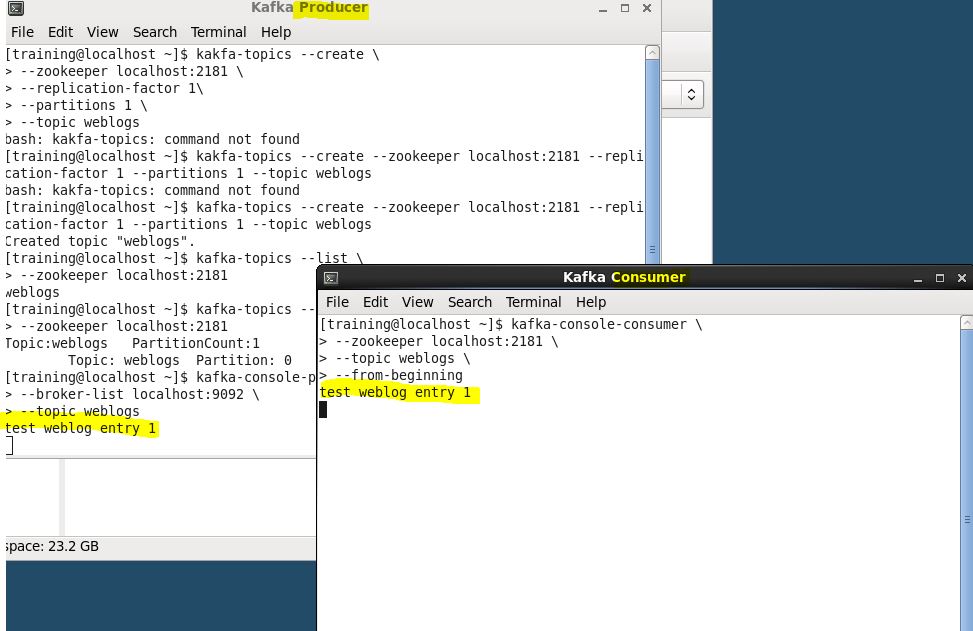 Kafka Producer
File Edit View Search Terminal Help
[training@localhost ~]$ kakfa-topics --create \
> --zookeeper localhost:2181 \
> --replication-factor 1\
> --partitions 1 \
> --topic weblogs
bash: kakfa-topics: command not found
[training@localhost ~]$ kakfa-topics --create --zookeeper localhost:2181 --repli
cation-factor 1 --partitions 1 --topic weblogs
bash: kakfa-topics: command not found
[training@localhost ~]$ kafka-topics --create --zookeeper localhost:2181 --repli
cation-factor 1 --partitions 1 --topic weblogs
Created topic "weblogs".
[training@localhost ~]$ kafka-topics --list \
> --zookeeper localhost:2181
weblogs
[training@localhost ~]$ kafka-topics --
> --zookeeper localhost:2181
Topic:weblogs PartitionCount:1
Topic: weblogs Partition: 0
[training@localhost ~]$ kafka-console-p
> --broker-list localhost:9092 \
> --topic weblogs
test weblog entry 1
space: 23.2 GB
Kafka Consumer
File Edit View Search Terminal Help
[training@localhost ~]$ kafka-console-consumer \
> --zookeeper localhost:2181 \
> --topic weblogs \
> --from-beginning
test weblog entry 1